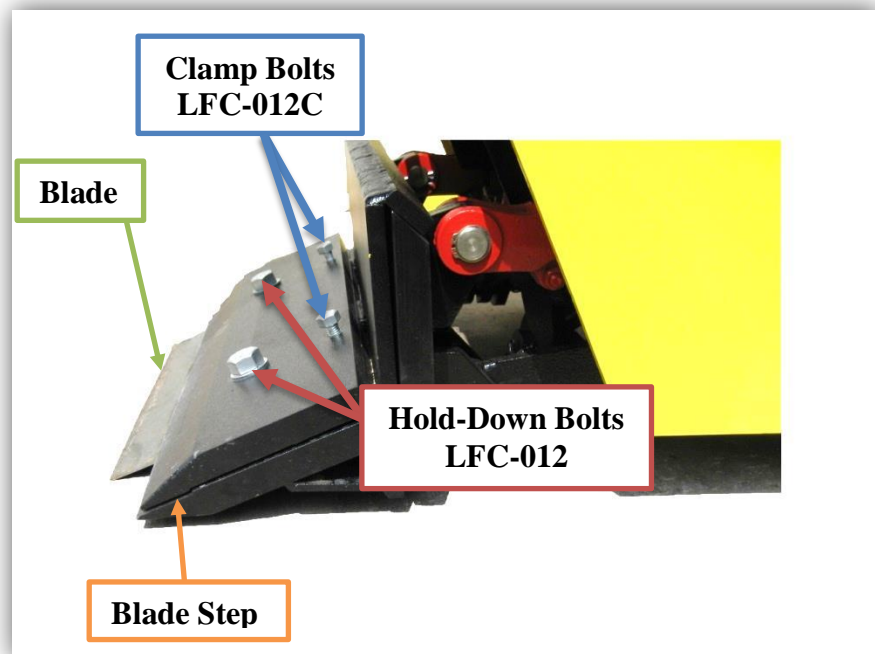 Clamp Bolts
LFC-012C
Blade
Hold-Down Bolts
LFC-012
Blade Step